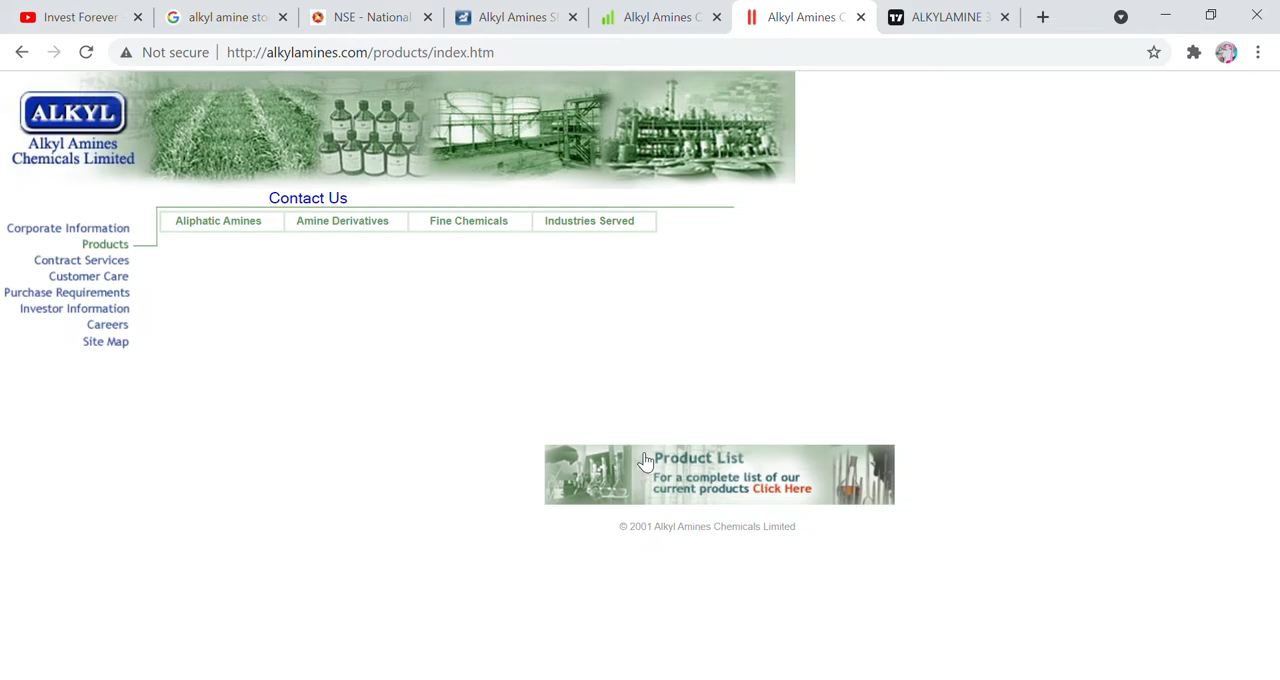 Invest Forever
alkyl amine sto
NSE - National
Alkyl Amines S
Alkyl Amines C
Alkyl Amines C
ALKYLAMINE 3
Not secure
http://alkylamines.com/products/index.htm
ALKYL
Alkyl Amines
Chemicals Limited
Contact Us
Aliphatic Amines
Amine Derivatives
Fine Chemicals
Industries Served
Corporate Information
Products
Contract Services
Customer Care
Purchase Requirements
Investor Information
Careers
Site Map
Product List
For a complete list of our
current products Click Here
© 2001 Alkyl Amines Chemicals Limited